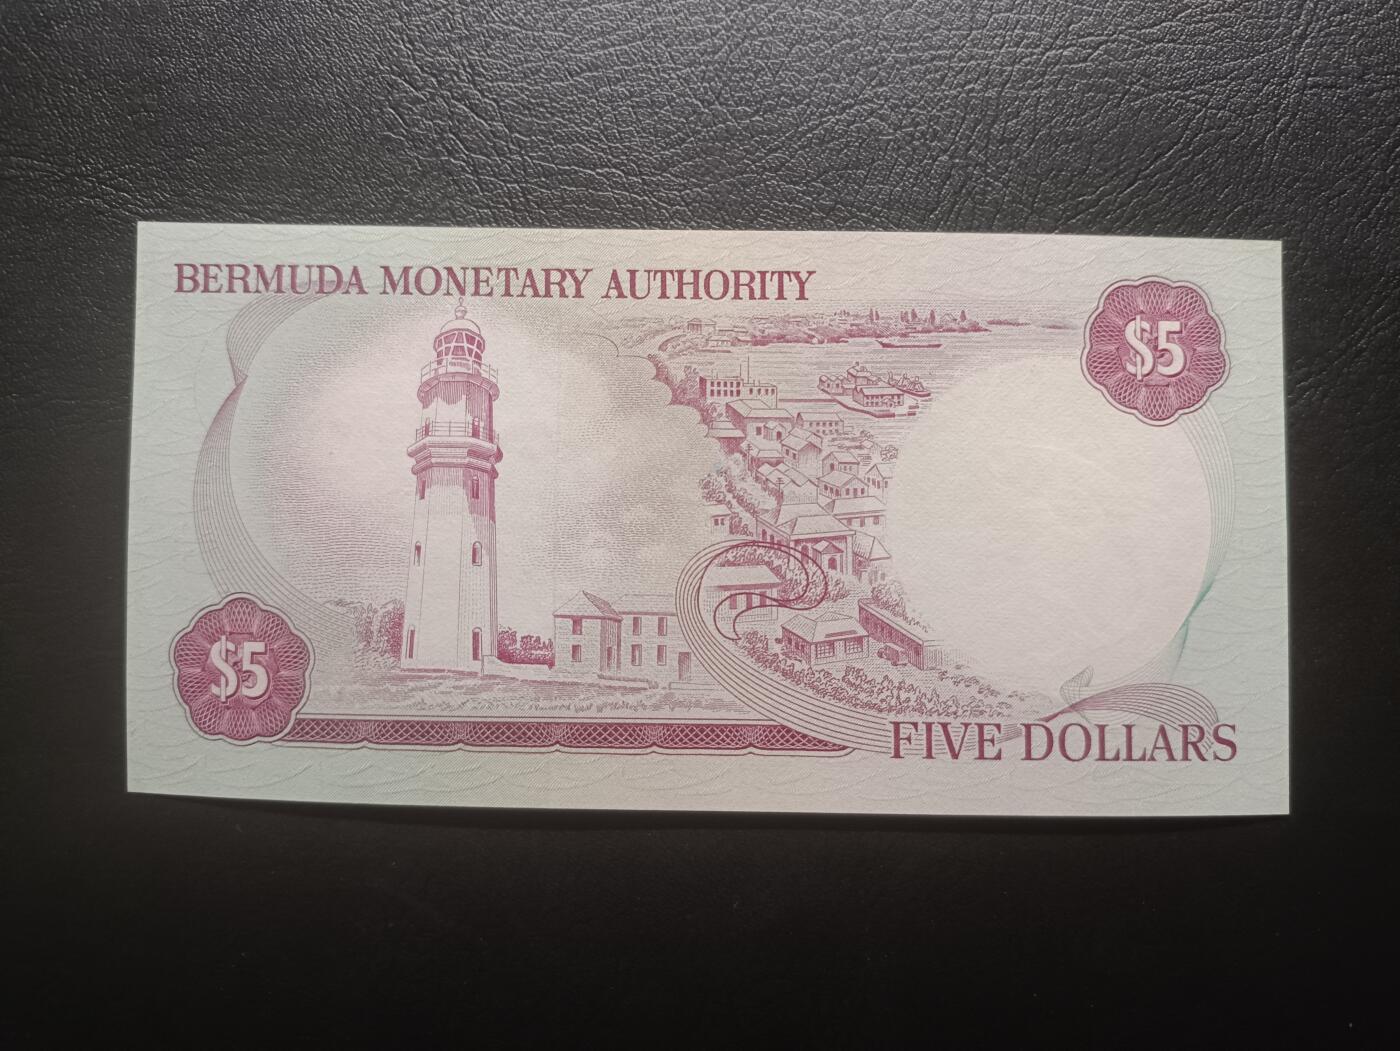 BERMUDA MONETARY AUTHORITY
$5
$5
FIVE DOLLARS